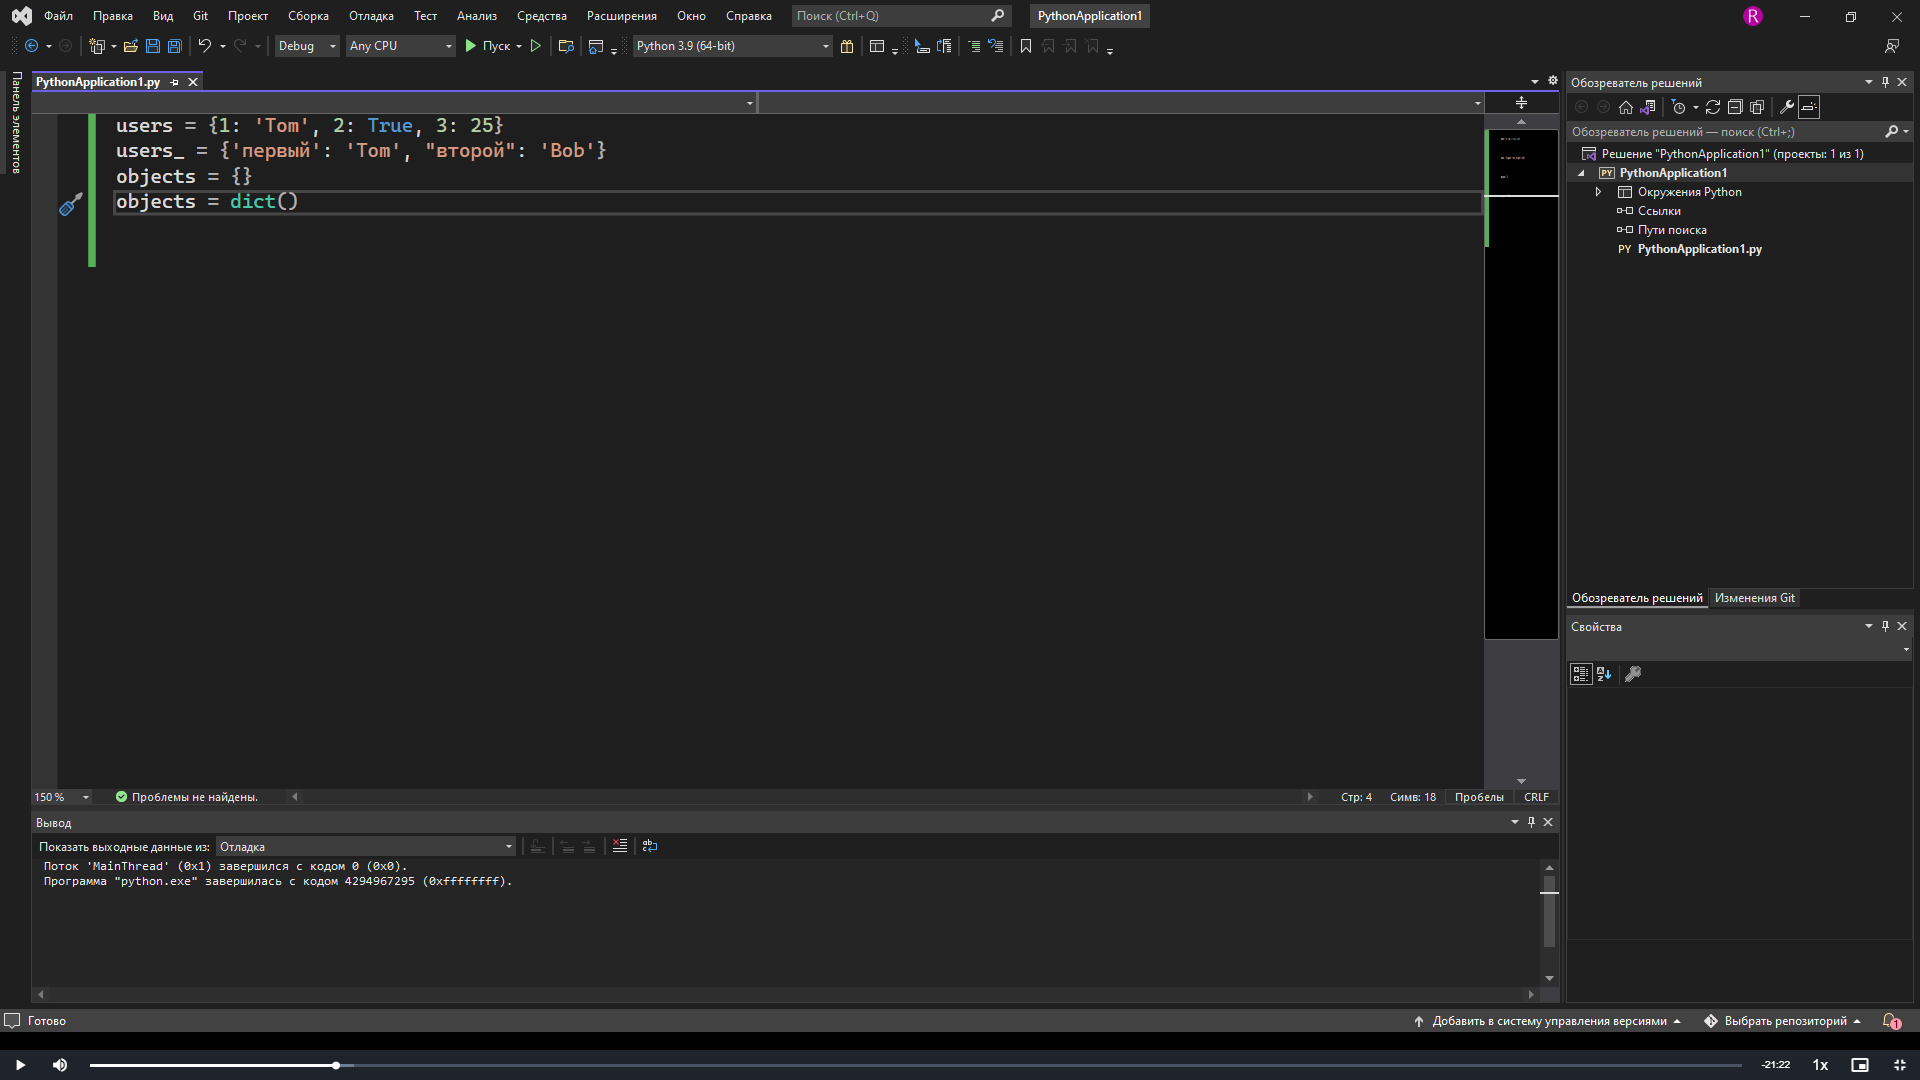 Файл Правка Вид Git Проект Сборка Отладка Тест Анализ Средства Расширения Окно Справка Поиск (Ctrl+Q) PythonApplication1 R
Debug Any CPU Пуск Python 3.9 (64-bit)
Панель элементов
PythonApplication1.py
users = {1: 'Tom', 2: True, 3: 25}
users_ = {'первый': 'Tom', "второй": 'Bob'}
objects = {}
objects = dict()
150 % Проблемы не найдены. Стр: 4 Симв: 18 Пробелы CRLF
Вывод
Показать выходные данные из: Отладка
Поток 'MainThread' (0x1) завершился с кодом 0 (0x0).
Программа "python.exe" завершилась с кодом 4294967295 (0xffffffff).
Обозреватель решений
Обозреватель решений — поиск (Ctrl+;)
Решение "PythonApplication1" (проекты: 1 из 1)
PY PythonApplication1
Окружения Python
Ссылки
Пути поиска
PY PythonApplication1.py
Обозреватель решений Изменения Git
Свойства
Готово Добавить в систему управления версиями Выбрать репозиторий 1
-21:22 1x